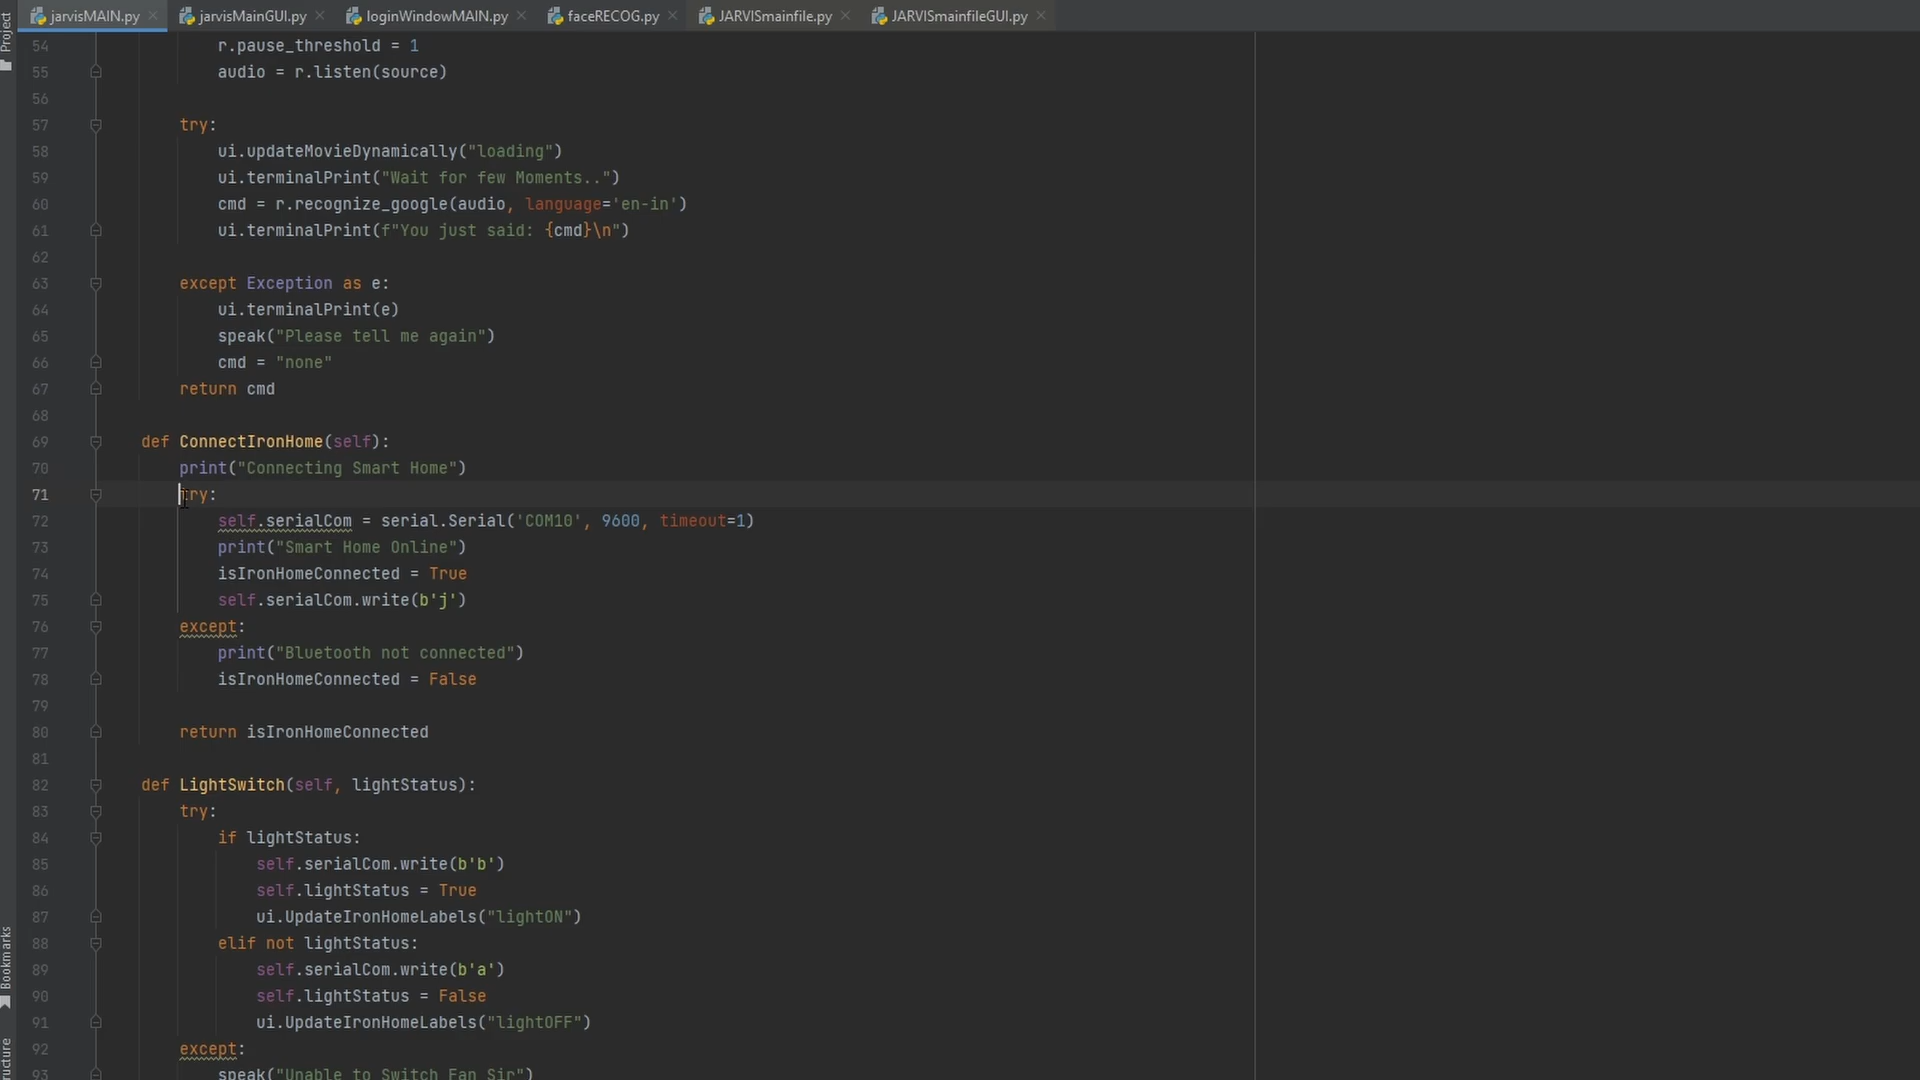 Project
jarvisMAIN.py
jarvisMainGUI.py
loginWindowMAIN.py
faceRECOG.py
JARVISmainfile.py
JARVISmainfileGUI.py
54 r.pause_threshold = 1
55 audio = r.listen(source)
56
57 try:
58 ui.updateMovieDynamically("loading")
59 ui.terminalPrint("Wait for few Moments..")
60 cmd = r.recognize_google(audio, language='en-in')
61 ui.terminalPrint(f"You just said: {cmd}\n")
62
63 except Exception as e:
64 ui.terminalPrint(e)
65 speak("Please tell me again")
66 cmd = "none"
67 return cmd
68
69 def ConnectIronHome(self):
70 print("Connecting Smart Home")
71 try:
72 self.serialCom = serial.Serial('COM10', 9600, timeout=1)
73 print("Smart Home Online")
74 isIronHomeConnected = True
75 self.serialCom.write(b'j')
76 except:
77 print("Bluetooth not connected")
78 isIronHomeConnected = False
79
80 return isIronHomeConnected
81
82 def LightSwitch(self, lightStatus):
83 try:
84 if lightStatus:
85 self.serialCom.write(b'b')
86 self.lightStatus = True
87 ui.UpdateIronHomeLabels("lightON")
88 elif not lightStatus:
89 self.serialCom.write(b'a')
90 self.lightStatus = False
91 ui.UpdateIronHomeLabels("lightOFF")
92 except:
93 speak("Unable to Switch Fan Sir")
Bookmarks
ructure